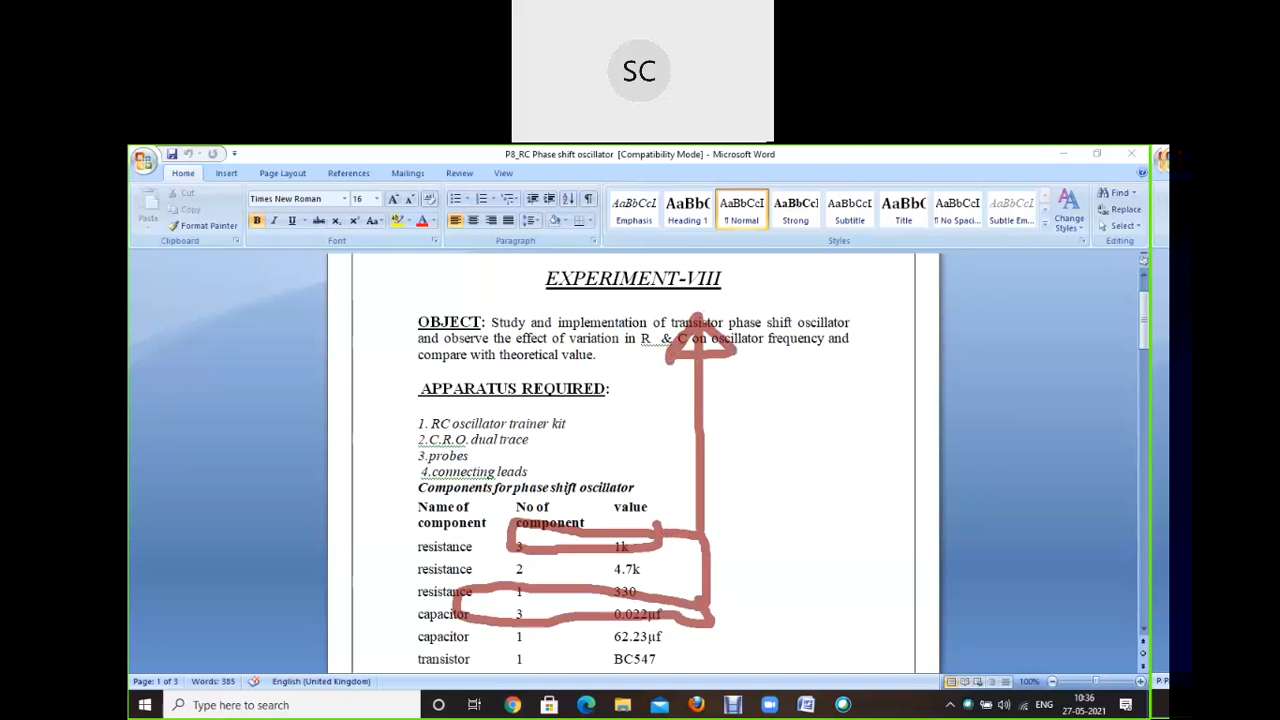 SC
P8_RC Phase shift oscillator [Compatibility Mode] - Microsoft Word
Home Insert Page Layout References Mailings Review View
Paste Cut Copy Format Painter
Times New Roman 16
B I U abe x₂ x² Aa
AaBbCcI AaBb( AaBbCcI AaBbCc AaBbCcI AaBb( AaBbCcI AaBbCcI
Emphasis Heading 1 ¶ Normal Strong Subtitle Title ¶ No Spaci... Subtle Em...
Change Styles
Find Replace Select
Clipboard Font Paragraph Styles Editing
EXPERIMENT-VIII
OBJECT: Study and implementation of transistor phase shift oscillator
and observe the effect of variation in R & C on oscillator frequency and
compare with theoretical value.
APPARATUS REQUIRED:
1. RC oscillator trainer kit
2.C.R.O. dual trace
3.probes
4.connecting leads
Components for phase shift oscillator
Name of No of value
component component
resistance 3 1k
resistance 2 4.7k
resistance 1 330
capacitor 3 0.022µf
capacitor 1 62.23µf
transistor 1 BC547
Page: 1 of 3 Words: 385 English (United Kingdom) 100%
Type here to search
ENG
10:36
27-05-2021